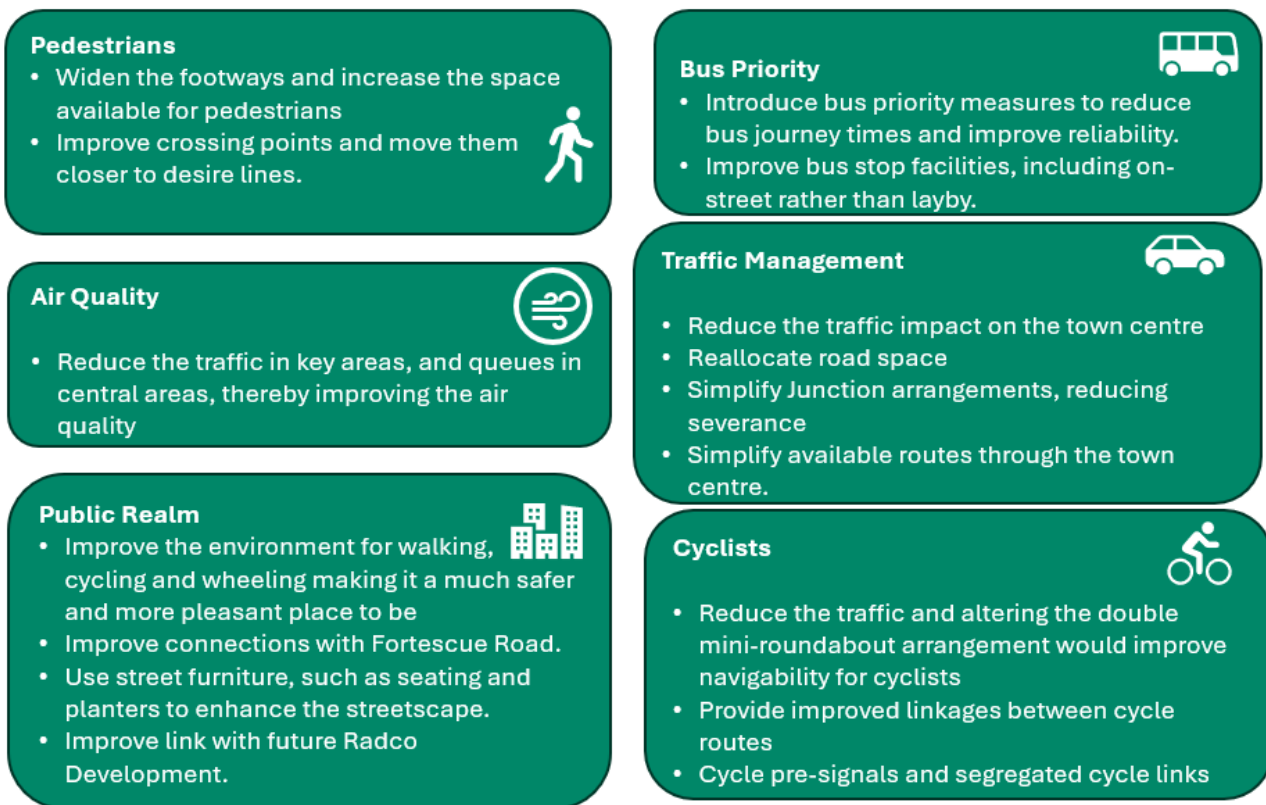 Pedestrians
• Widen the footways and increase the space
available for pedestrians
• Improve crossing points and move them
closer to desire lines.
Air Quality
• Reduce the traffic in key areas, and queues in
central areas, thereby improving the air
quality
Public Realm
• Improve the environment for walking,
cycling and wheeling making it a much safer
and more pleasant place to be
• Improve connections with Fortescue Road.
• Use street furniture, such as seating and
planters to enhance the streetscape.
• Improve link with future Radco
Development.
Bus Priority
• Introduce bus priority measures to reduce
bus journey times and improve reliability.
• Improve bus stop facilities, including on-
street rather than layby.
Traffic Management
• Reduce the traffic impact on the town centre
• Reallocate road space
• Simplify Junction arrangements, reducing
severance
• Simplify available routes through the town
centre.
Cyclists
• Reduce the traffic and altering the double
mini-roundabout arrangement would improve
navigability for cyclists
• Provide improved linkages between cycle
routes
• Cycle pre-signals and segregated cycle links